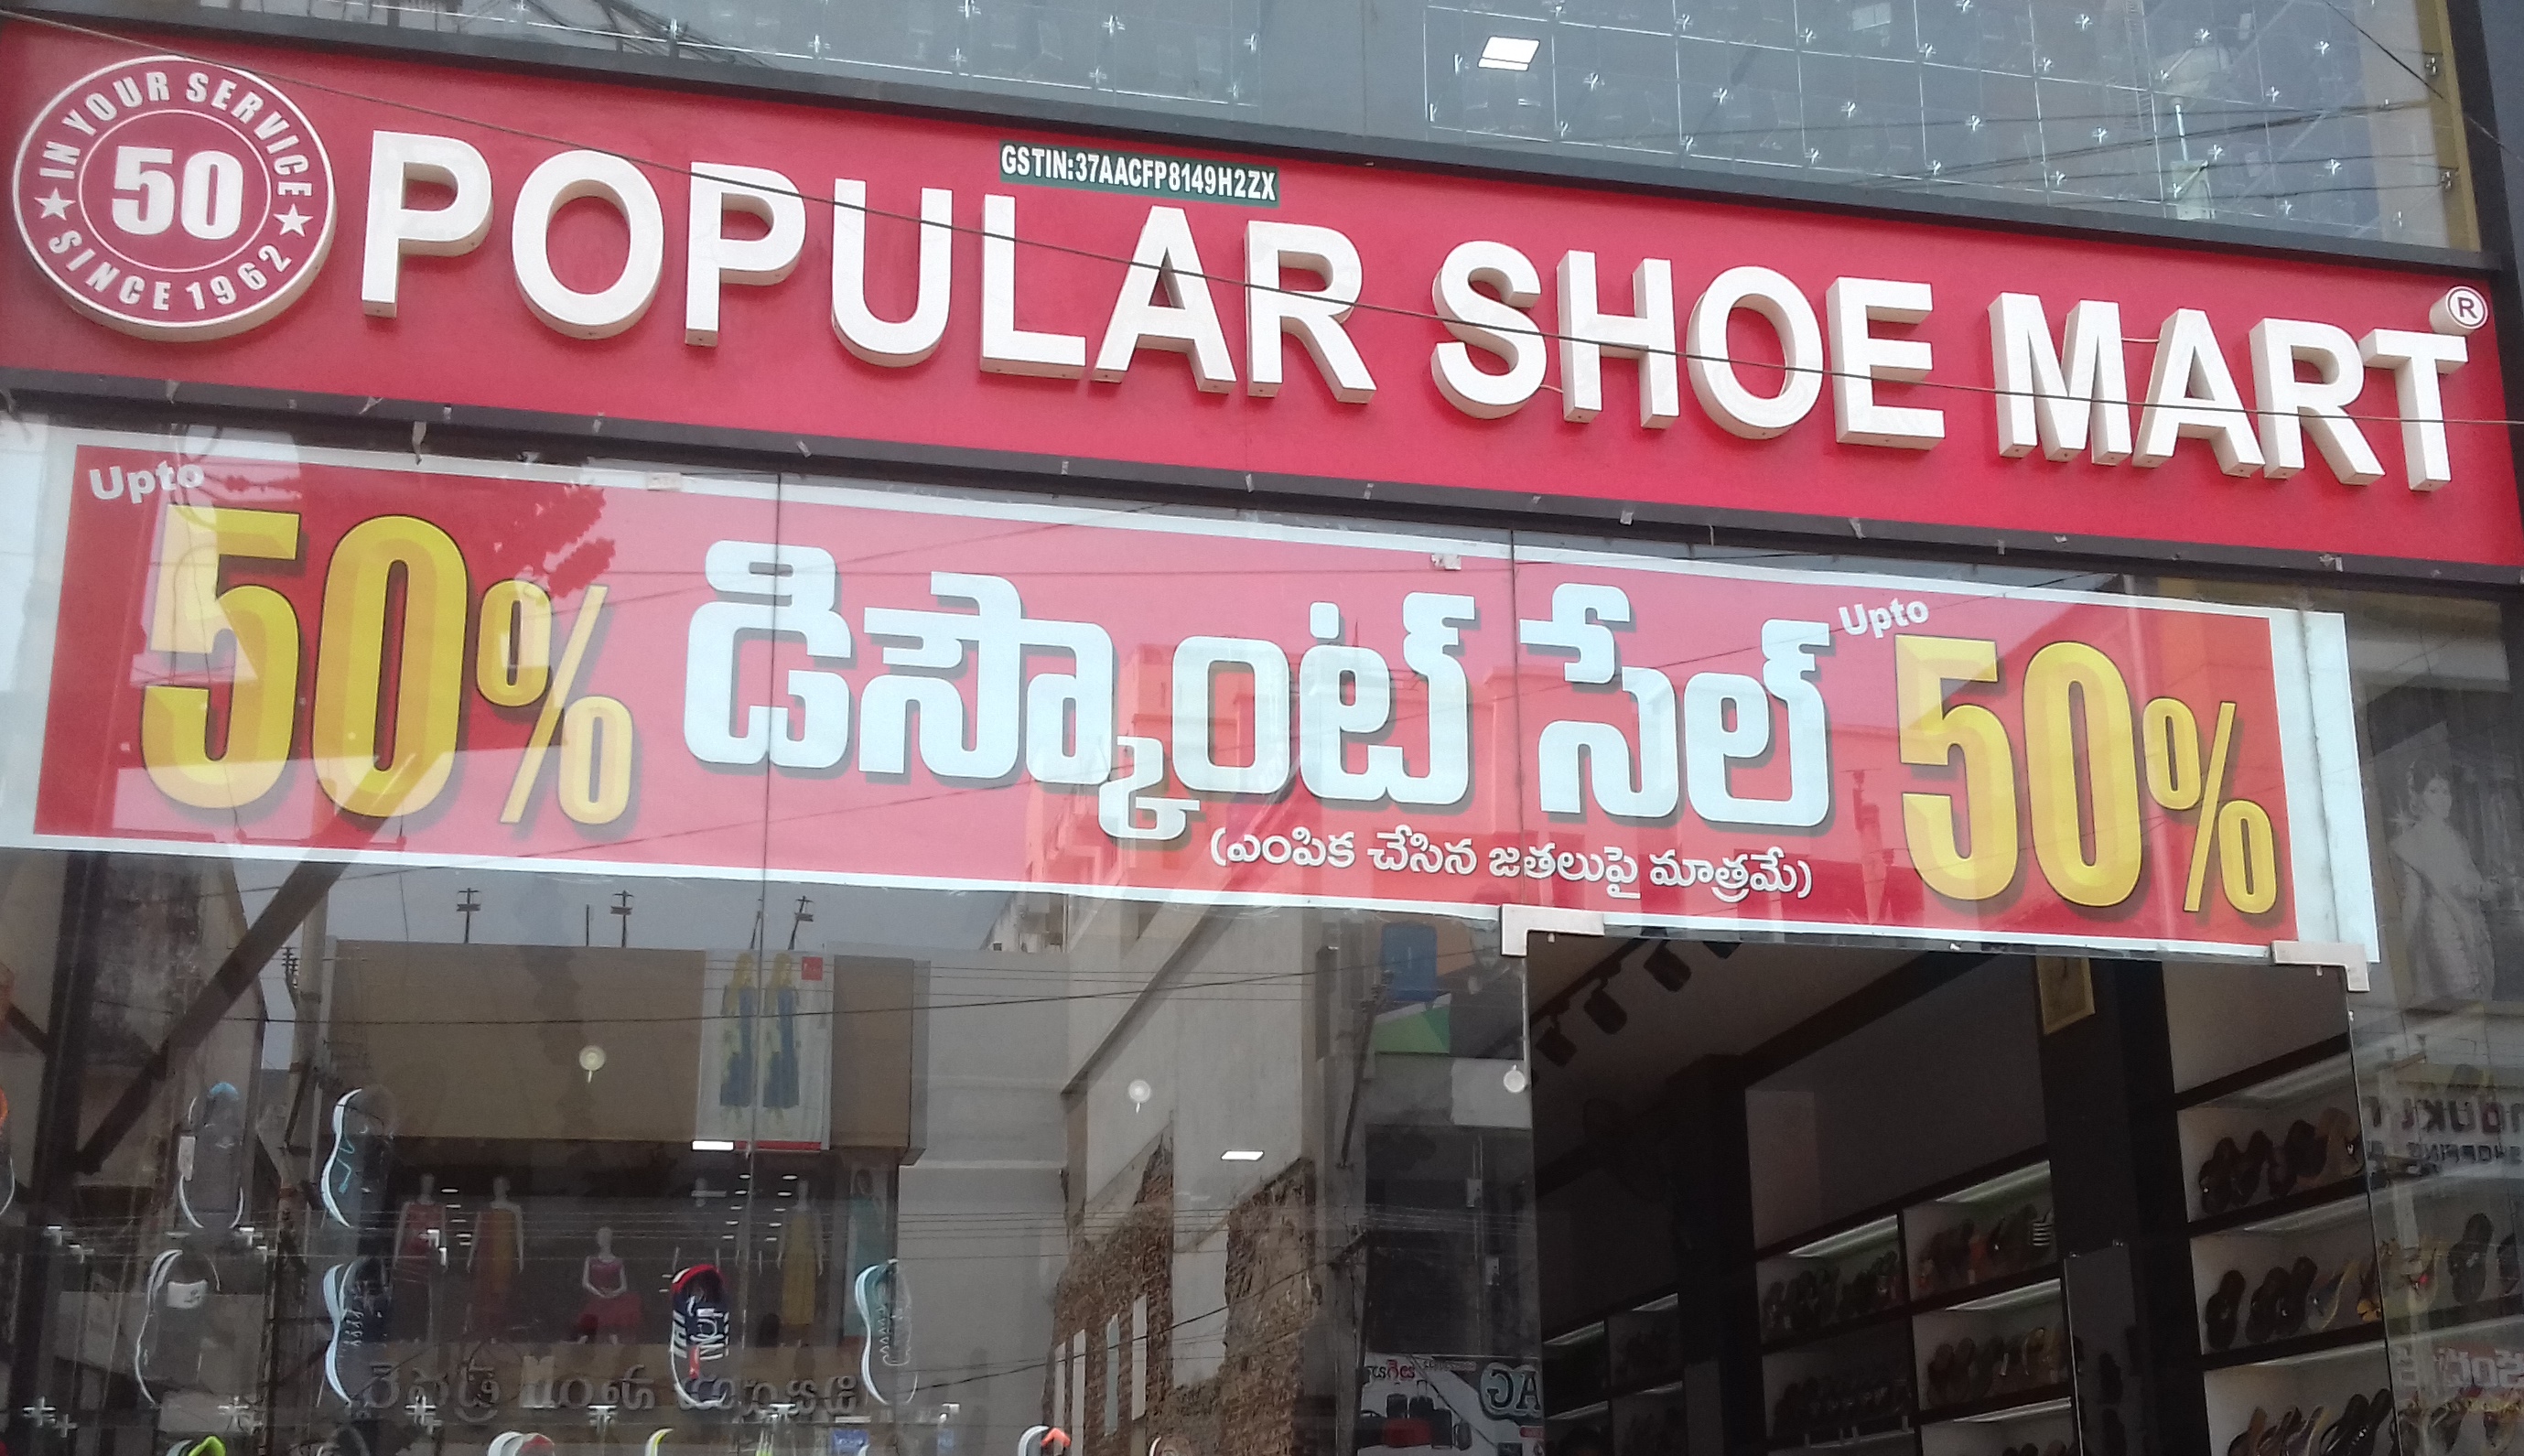 IN YOUR SERVICE
50
SINCE 1962
GSTIN:37AACFP8149H2ZX
POPULAR SHOE MART ®
Upto
50% డిస్కౌంట్ సేల్ Upto 50%
(ఎంపిక చేసిన జతలుపై మాత్రమే)